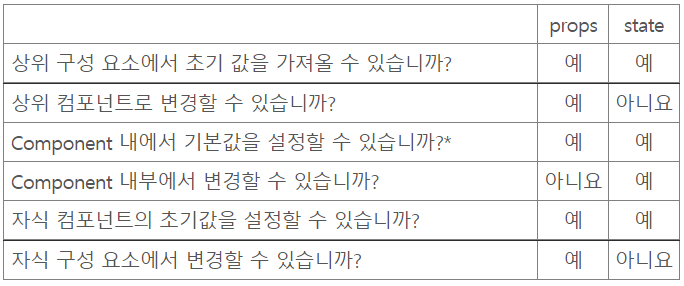 props state
상위 구성 요소에서 초기 값을 가져올 수 있습니까? 예 예
상위 컴포넌트로 변경할 수 있습니까? 예 아니요
Component 내에서 기본값을 설정할 수 있습니까?* 예 예
Component 내부에서 변경할 수 있습니까? 아니요 예
자식 컴포넌트의 초기값을 설정할 수 있습니까? 예 예
자식 구성 요소에서 변경할 수 있습니까? 예 아니요